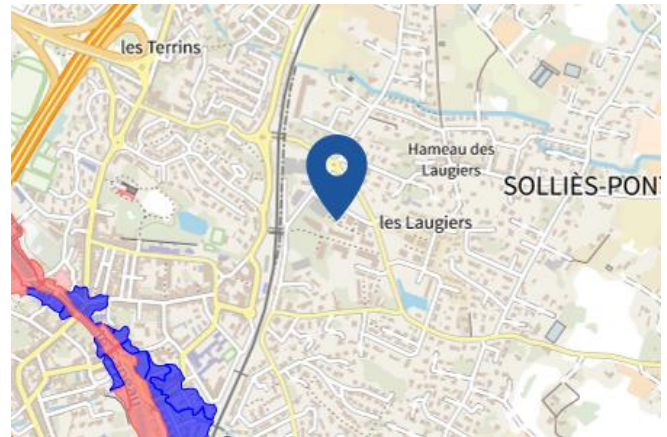 les Terrins
Hameau des
Laugiers
SOLLIÈS-PONT
les Laugiers